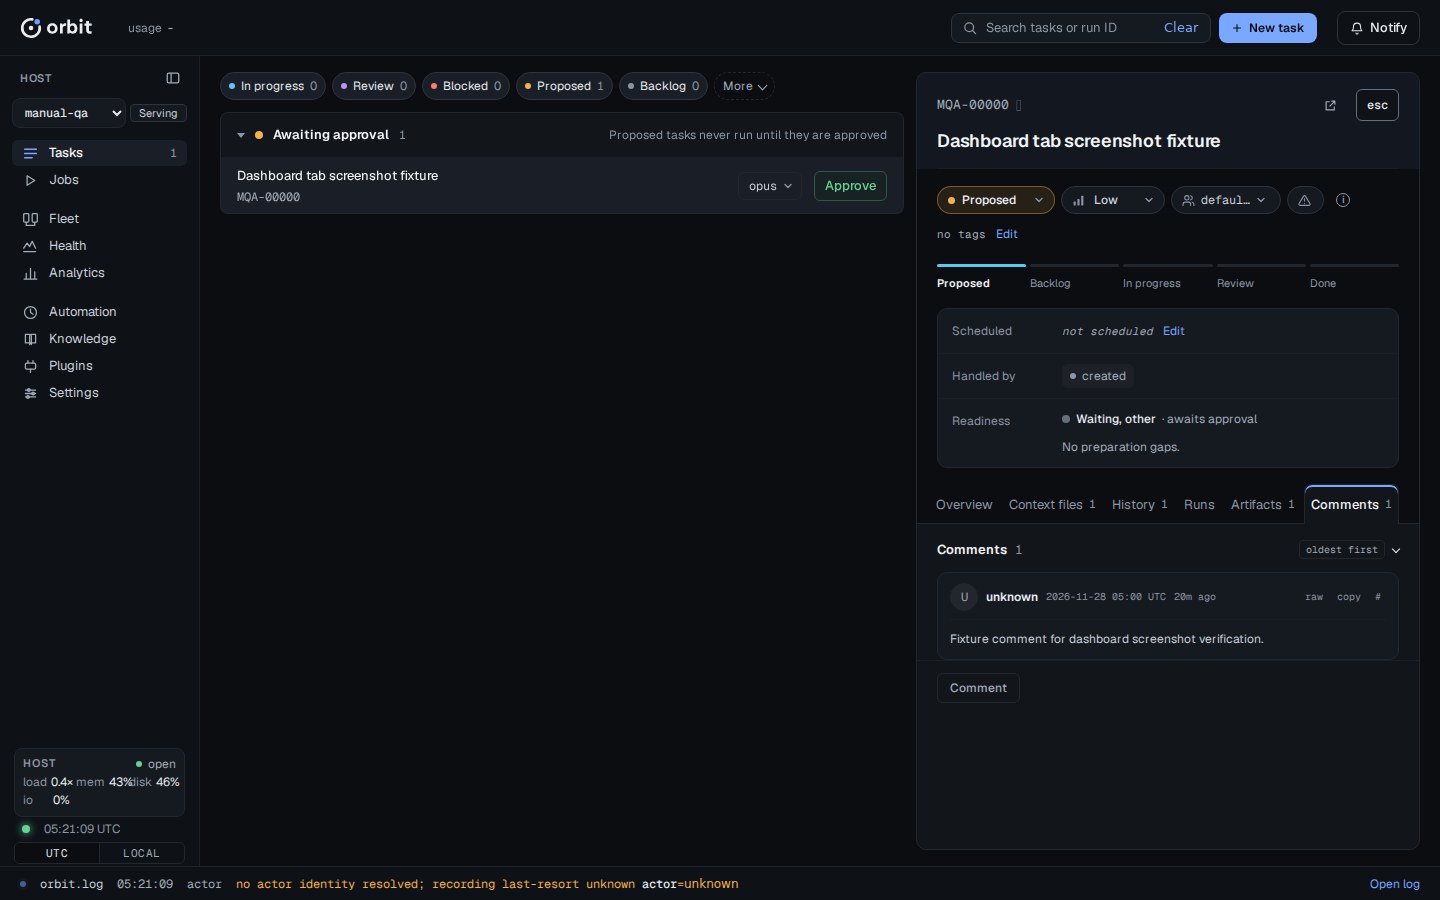 orbit
usage -
Search tasks or run ID
Clear
+ New task
Notify
HOST
manual-qa
Serving
Tasks 1
Jobs
Fleet
Health
Analytics
Automation
Knowledge
Plugins
Settings
HOST
open
load 0.4× mem 43% disk 46%
io 0%
05:21:09 UTC
UTC
LOCAL
In progress 0
Review 0
Blocked 0
Proposed 1
Backlog 0
More
Awaiting approval 1
Proposed tasks never run until they are approved
Dashboard tab screenshot fixture
MQA-00000
opus
Approve
MQA-00000
esc
Dashboard tab screenshot fixture
Proposed
Low
defaul…
no tags Edit
Proposed
Backlog
In progress
Review
Done
Scheduled
not scheduled Edit
Handled by
created
Readiness
Waiting, other · awaits approval
No preparation gaps.
Overview
Context files 1
History 1
Runs
Artifacts 1
Comments 1
Comments 1
oldest first
U
unknown 2026-11-28 05:00 UTC 20m ago
raw copy #
Fixture comment for dashboard screenshot verification.
Comment
orbit.log 05:21:09 actor no actor identity resolved; recording last-resort unknown actor=unknown
Open log